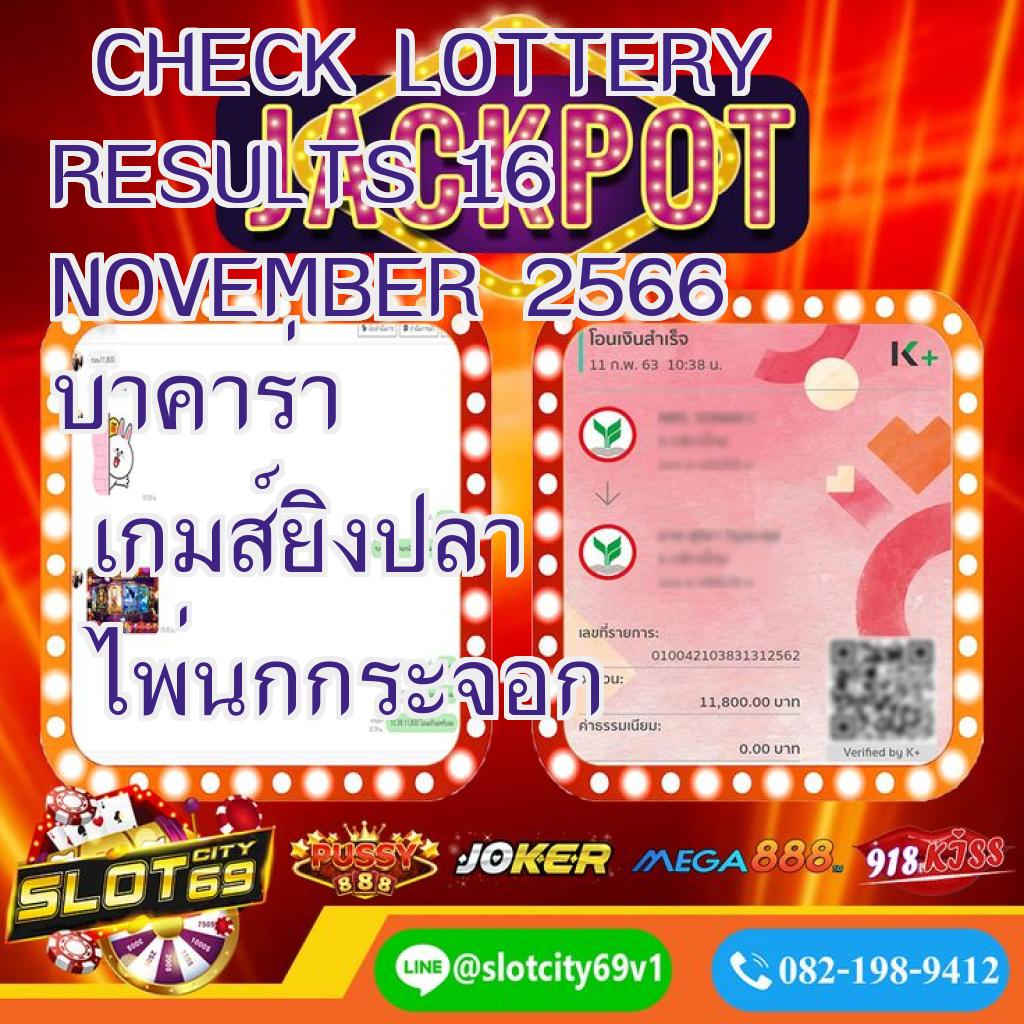 CHECK LOTTERY
JACKPOT
RESULTS 16
NOVEMBER 2566
บาคาร่า
เกมส์ยิงปลา
ไพ่นกกระจอก
โอนเงินสำเร็จ
11 ก.พ. 63 10:38 น.
K+
เลขที่รายการ:
010042103831312562
11,800.00 บาท
ค่าธรรมเนียม:
0.00 บาท
Verified by K+
SLOT CITY 69
PUSSY 888
JOKER
MEGA888
918KISS
LINE @slotcity69v1
082-198-9412